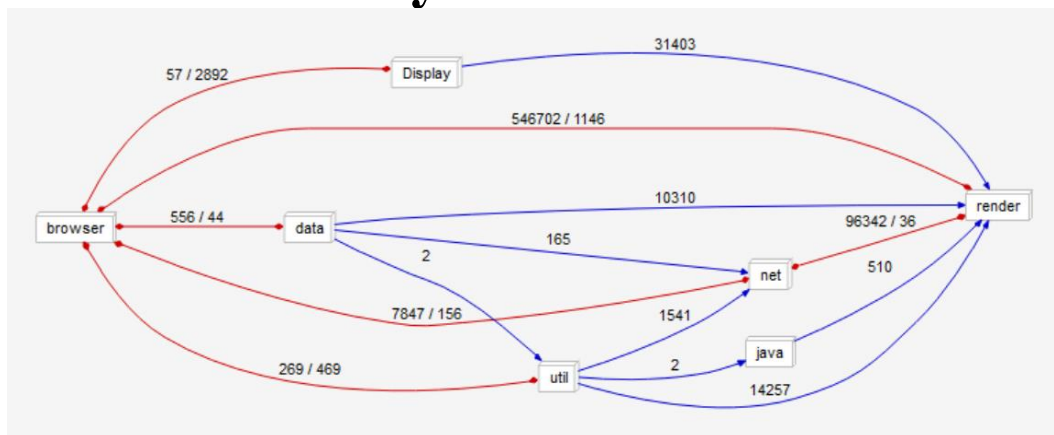 31403
Display
57 / 2892
546702 / 1146
10310
render
556 / 44
96342 / 36
browser
data
165
2
510
net
7847 / 156
1541
java
2
269 / 469
util
14257